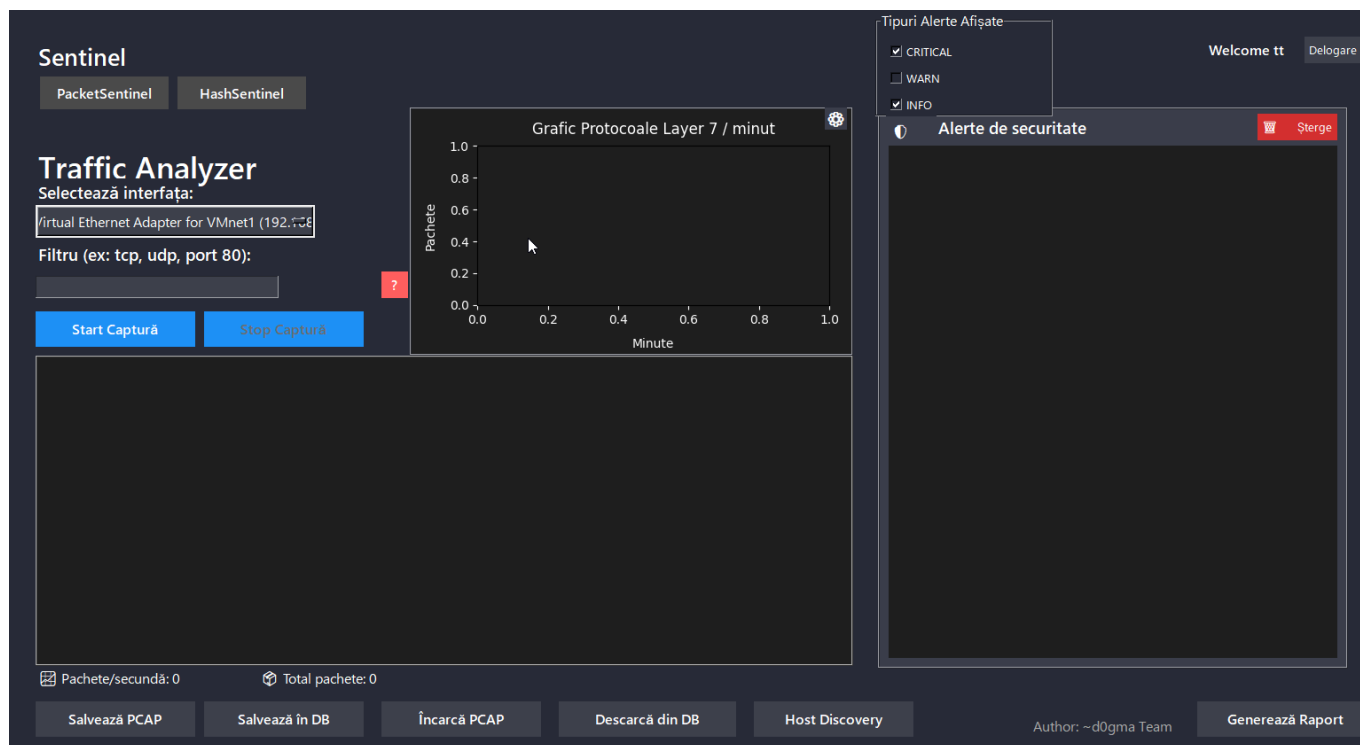 Tipuri Alerte Afișate
CRITICAL
WARN
INFO
Welcome tt
Delogare
Sentinel
PacketSentinel
HashSentinel
Traffic Analyzer
Selectează interfața:
Virtual Ethernet Adapter for VMnet1 (192.168
Filtru (ex: tcp, udp, port 80):
?
Start Captură
Stop Captură
Grafic Protocoale Layer 7 / minut
Pachete
1.0
0.8
0.6
0.4
0.2
0.0
0.0 0.2 0.4 0.6 0.8 1.0
Minute
Alerte de securitate
Șterge
Pachete/secundă: 0
Total pachete: 0
Salvează PCAP
Salvează în DB
Încarcă PCAP
Descarcă din DB
Host Discovery
Author: ~d0gma Team
Generează Raport